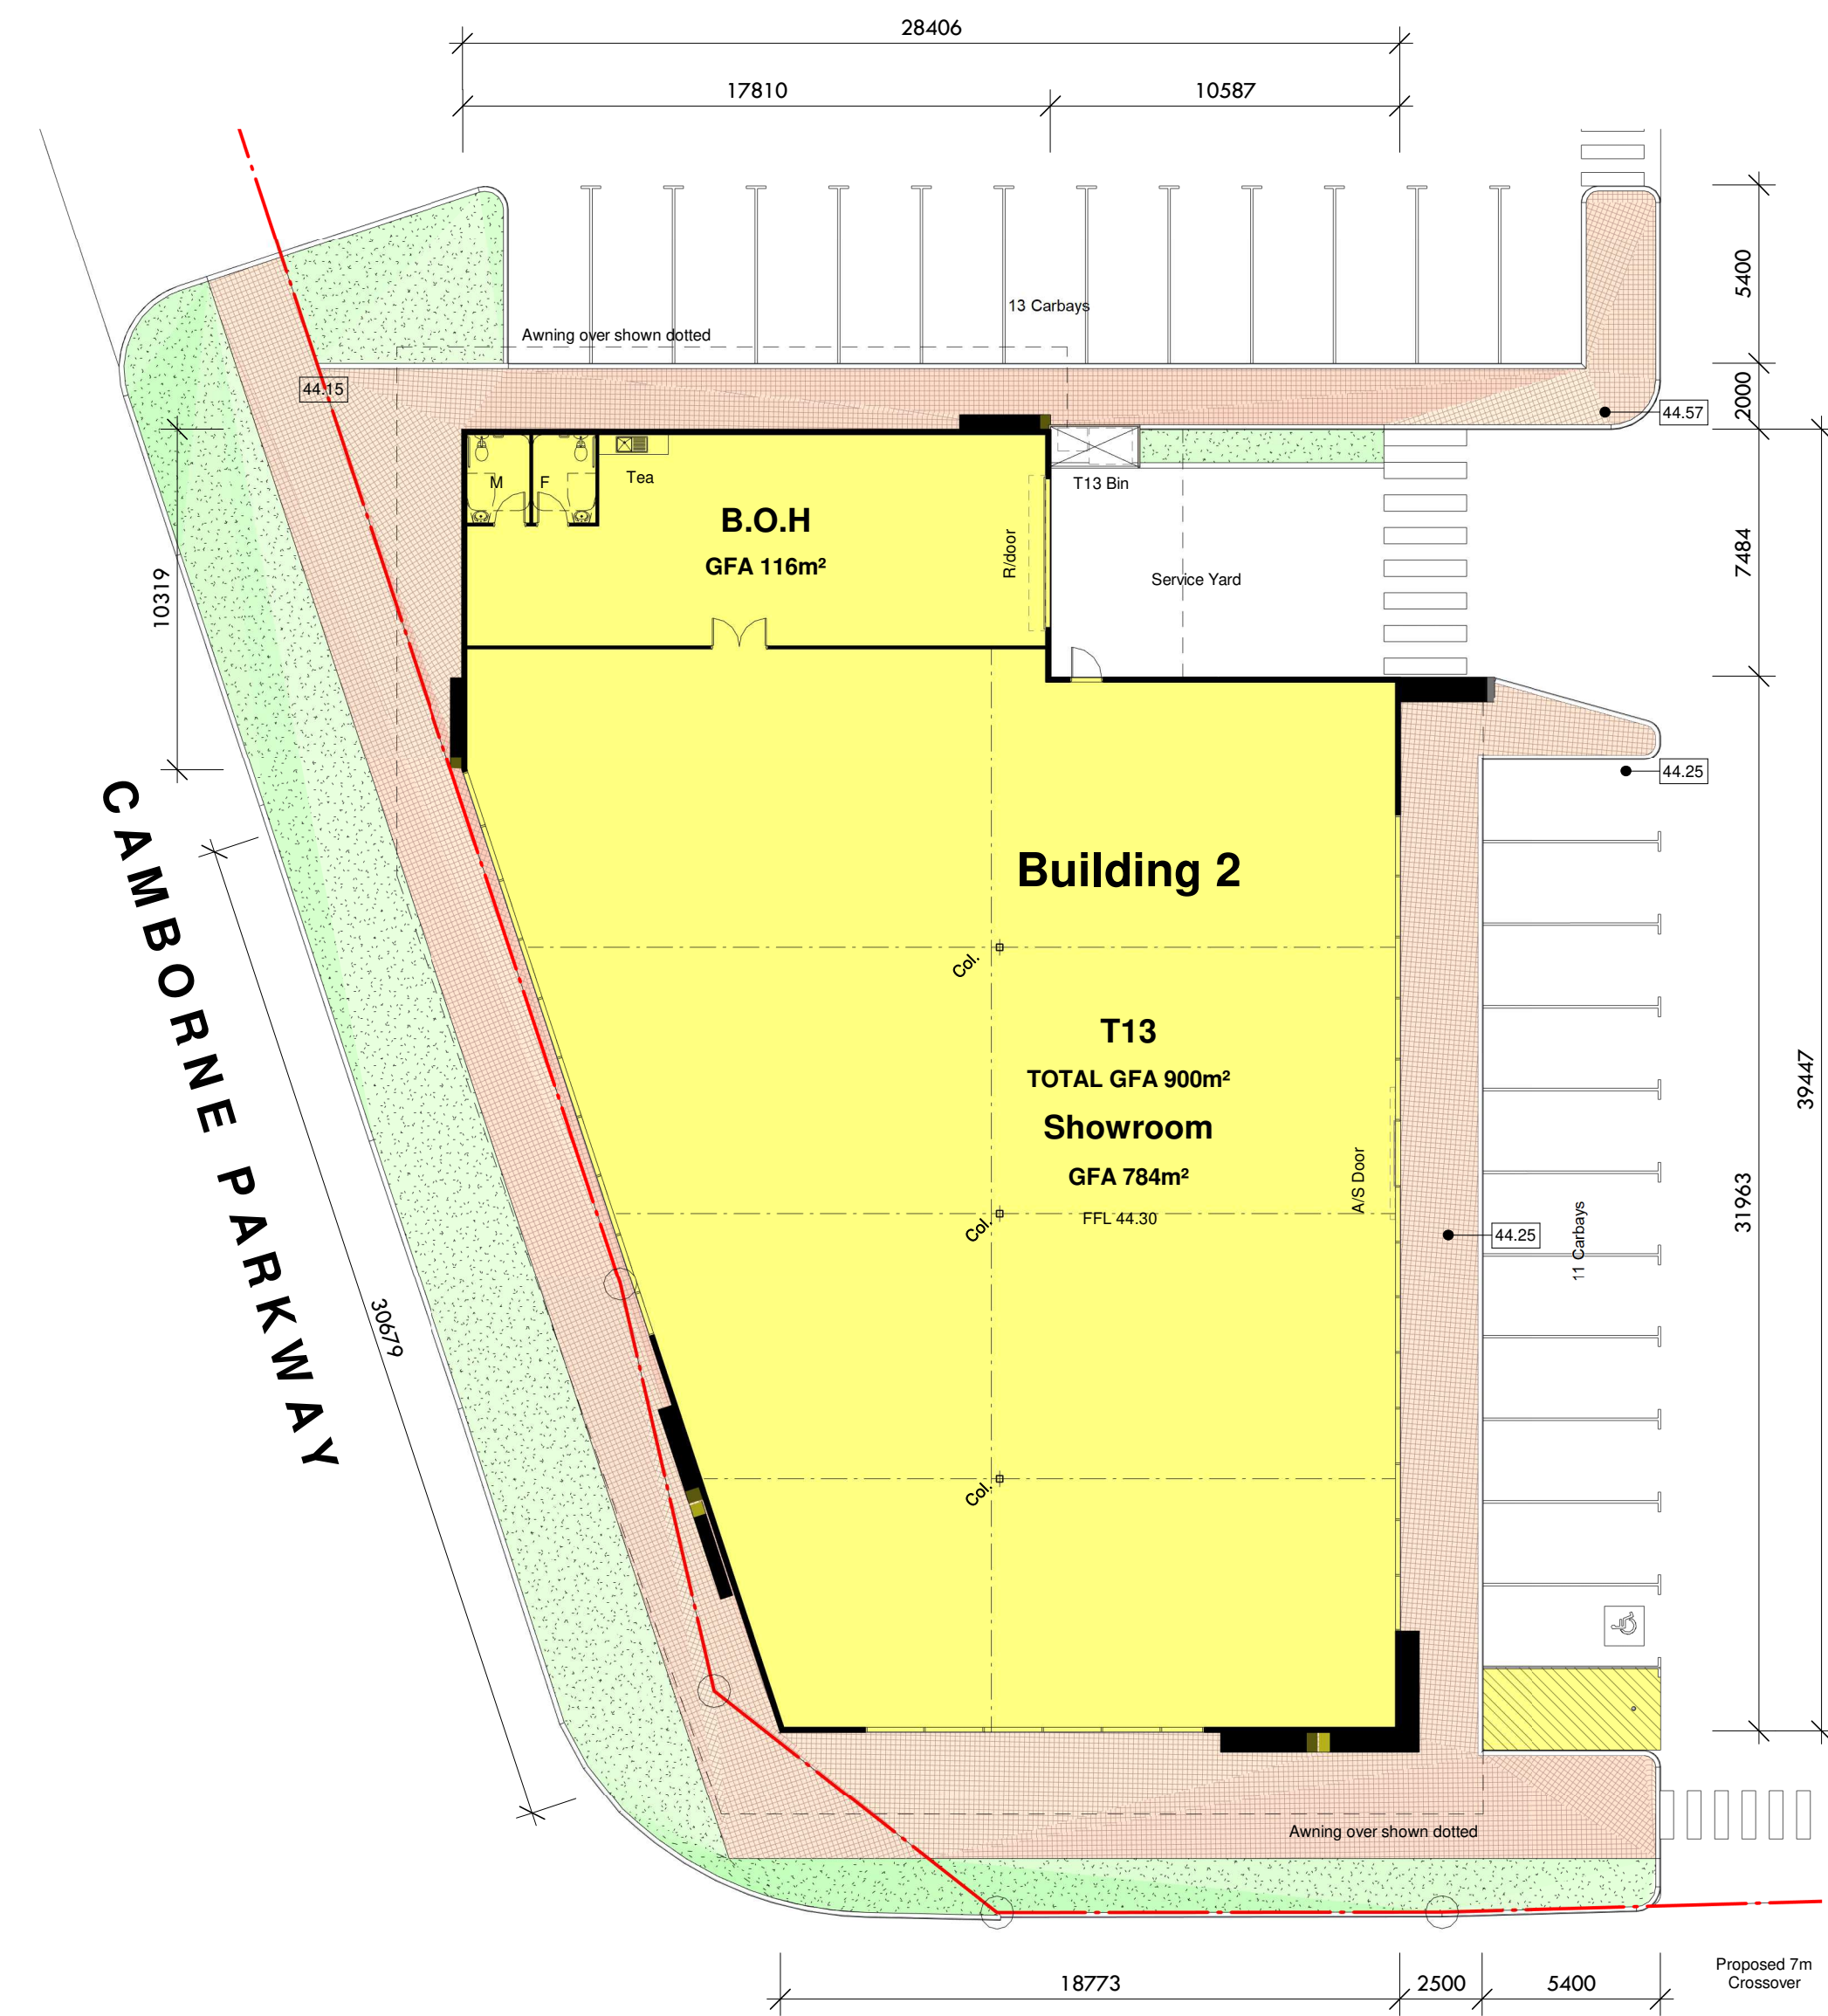 28406
17810
10587
5400
13 Carbays
Awning over shown dotted
44.15
44.57
2000
M
F
Tea
T13 Bin
B.O.H
GFA 116m²
R/door
Service Yard
7484
10319
44.25
CAMBORNE PARKWAY
Building 2
Col.
T13
TOTAL GFA 900m²
Showroom
GFA 784m²
FFL 44.30
A/S Door
Col.
44.25
11 Carbays
31963
39447
30679
Col.
Awning over shown dotted
18773
2500
5400
Proposed 7m
Crossover